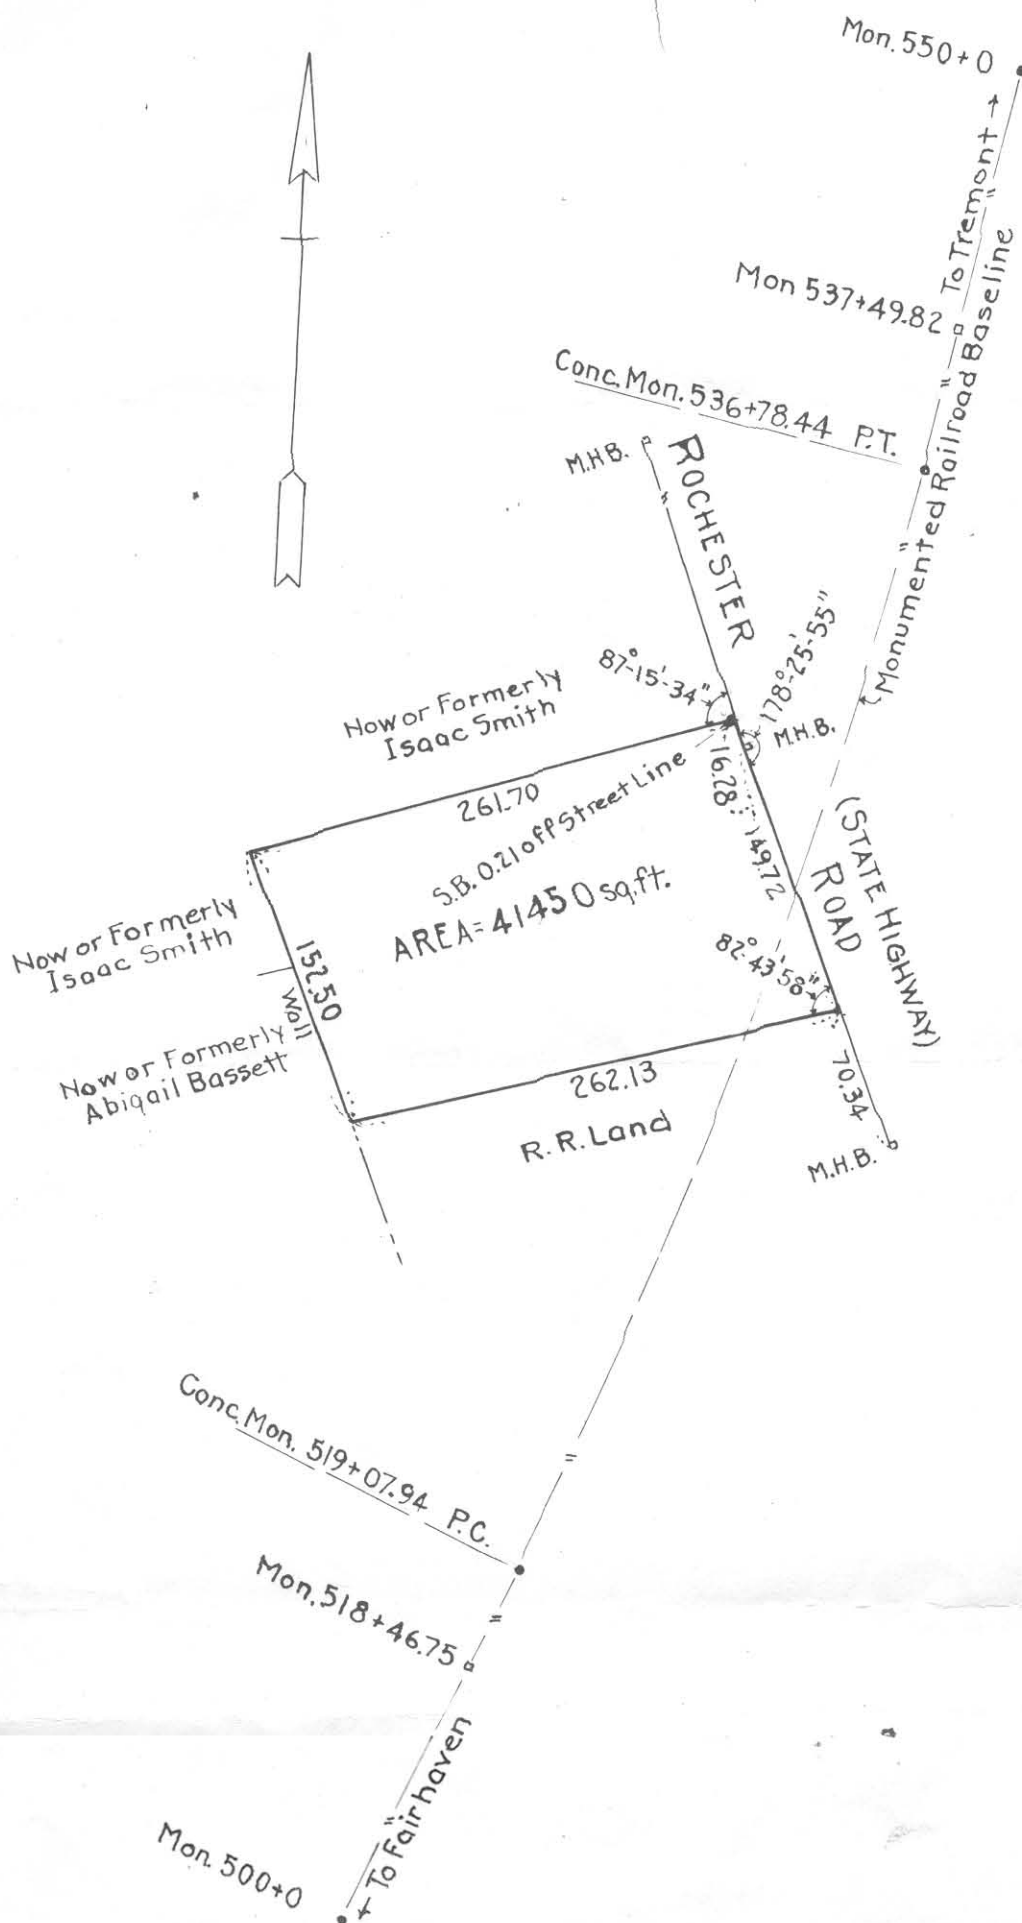 Mon. 550+0
To Tremont
Mon 537+49.82
Monumented Railroad Baseline
Conc. Mon. 536+78.44 P.T.
M.H.B.
ROCHESTER
87°-15'-34"
178°-25'-55"
Now or Formerly
Isaac Smith
M.H.B.
261.70
16.28
S.B. 0.21 off Street Line
149.72
(STATE HIGHWAY)
ROAD
AREA = 41450 sq. ft.
Now or Formerly
Isaac Smith
152.50
Wall
82°-43'-58"
Now or Formerly
Abigail Bassett
262.13
70.34
R. R. Land
M.H.B.
Conc. Mon. 519+07.94 P.C.
Mon. 518+46.75
To Fairhaven
Mon. 500+0